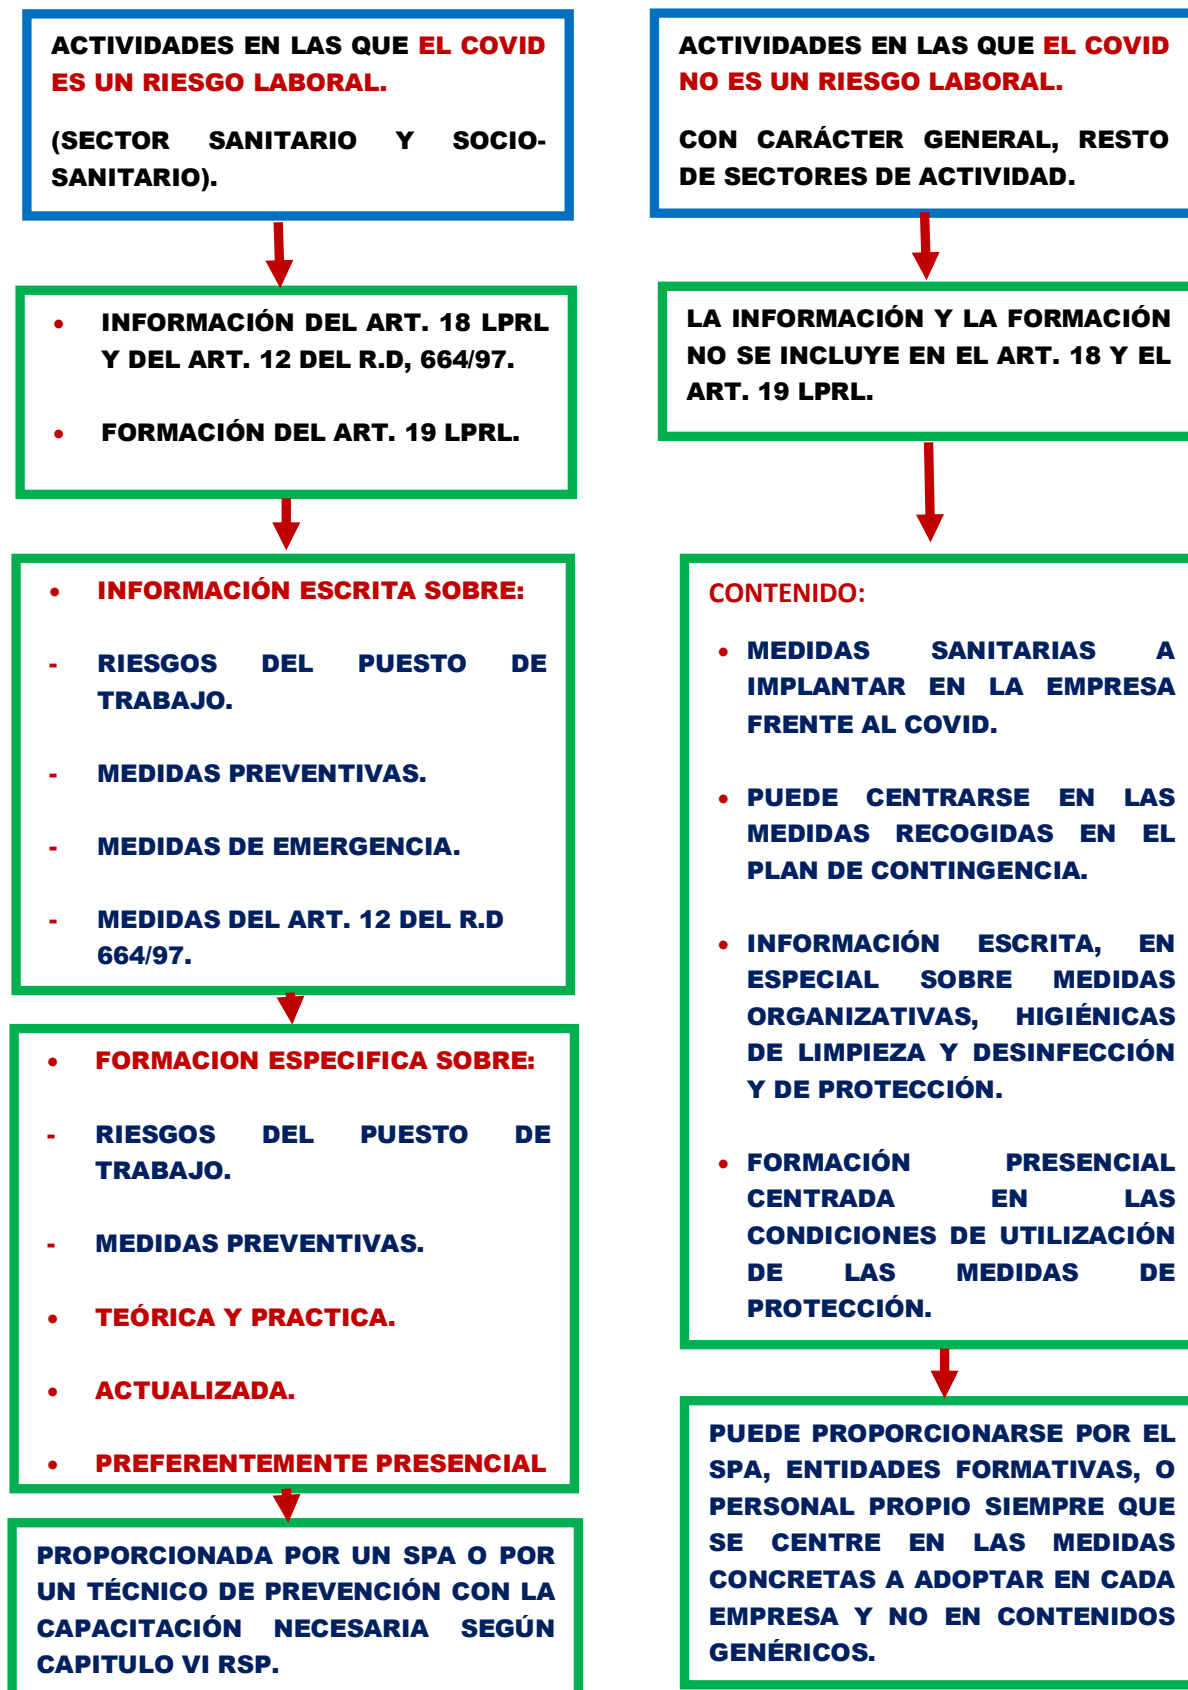 ACTIVIDADES EN LAS QUE EL COVID
ES UN RIESGO LABORAL.
(SECTOR SANITARIO Y SOCIO-
SANITARIO).
• INFORMACIÓN DEL ART. 18 LPRL
Y DEL ART. 12 DEL R.D, 664/97.
• FORMACIÓN DEL ART. 19 LPRL.
• INFORMACIÓN ESCRITA SOBRE:
- RIESGOS DEL PUESTO DE
TRABAJO.
- MEDIDAS PREVENTIVAS.
- MEDIDAS DE EMERGENCIA.
- MEDIDAS DEL ART. 12 DEL R.D
664/97.
• FORMACION ESPECIFICA SOBRE:
- RIESGOS DEL PUESTO DE
TRABAJO.
- MEDIDAS PREVENTIVAS.
• TEÓRICA Y PRACTICA.
• ACTUALIZADA.
• PREFERENTEMENTE PRESENCIAL
PROPORCIONADA POR UN SPA O POR
UN TÉCNICO DE PREVENCIÓN CON LA
CAPACITACIÓN NECESARIA SEGÚN
CAPITULO VI RSP.
ACTIVIDADES EN LAS QUE EL COVID
NO ES UN RIESGO LABORAL.
CON CARÁCTER GENERAL, RESTO
DE SECTORES DE ACTIVIDAD.
LA INFORMACIÓN Y LA FORMACIÓN
NO SE INCLUYE EN EL ART. 18 Y EL
ART. 19 LPRL.
CONTENIDO:
• MEDIDAS SANITARIAS A
IMPLANTAR EN LA EMPRESA
FRENTE AL COVID.
• PUEDE CENTRARSE EN LAS
MEDIDAS RECOGIDAS EN EL
PLAN DE CONTINGENCIA.
• INFORMACIÓN ESCRITA, EN
ESPECIAL SOBRE MEDIDAS
ORGANIZATIVAS, HIGIÉNICAS
DE LIMPIEZA Y DESINFECCIÓN
Y DE PROTECCIÓN.
• FORMACIÓN PRESENCIAL
CENTRADA EN LAS
CONDICIONES DE UTILIZACIÓN
DE LAS MEDIDAS DE
PROTECCIÓN.
PUEDE PROPORCIONARSE POR EL
SPA, ENTIDADES FORMATIVAS, O
PERSONAL PROPIO SIEMPRE QUE
SE CENTRE EN LAS MEDIDAS
CONCRETAS A ADOPTAR EN CADA
EMPRESA Y NO EN CONTENIDOS
GENÉRICOS.